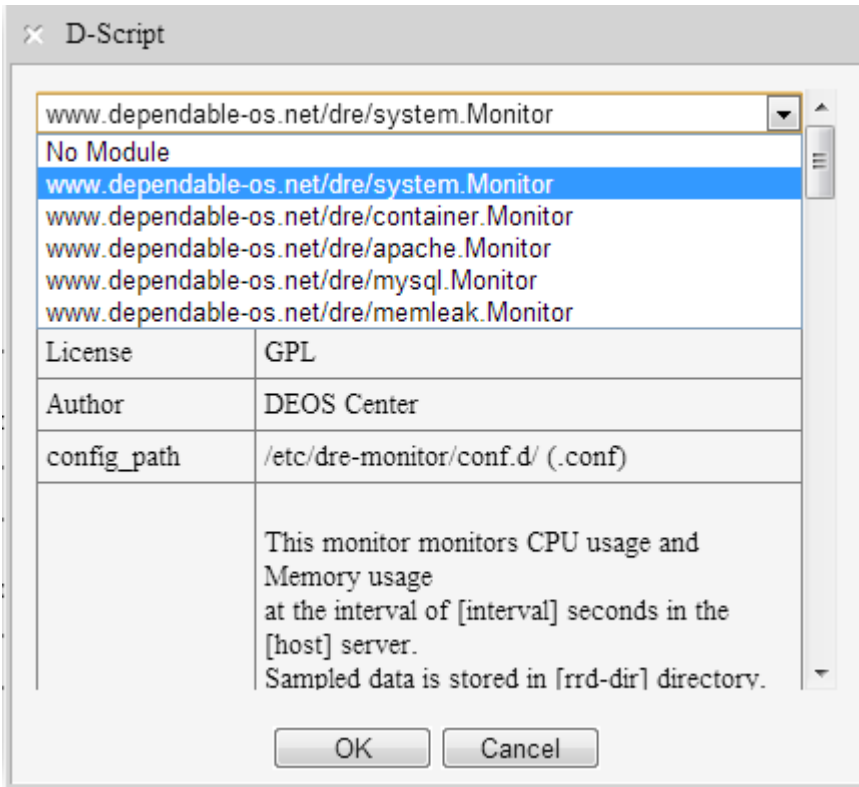 D-Script
www.dependable-os.net/dre/system.Monitor
No Module
www.dependable-os.net/dre/system.Monitor
www.dependable-os.net/dre/container.Monitor
www.dependable-os.net/dre/apache.Monitor
www.dependable-os.net/dre/mysql.Monitor
www.dependable-os.net/dre/memleak.Monitor
License GPL
Author DEOS Center
config_path /etc/dre-monitor/conf.d/ (.conf)
This monitor monitors CPU usage and
Memory usage
at the interval of [interval] seconds in the
[host] server.
Sampled data is stored in [rrd-dir] directory.
OK Cancel